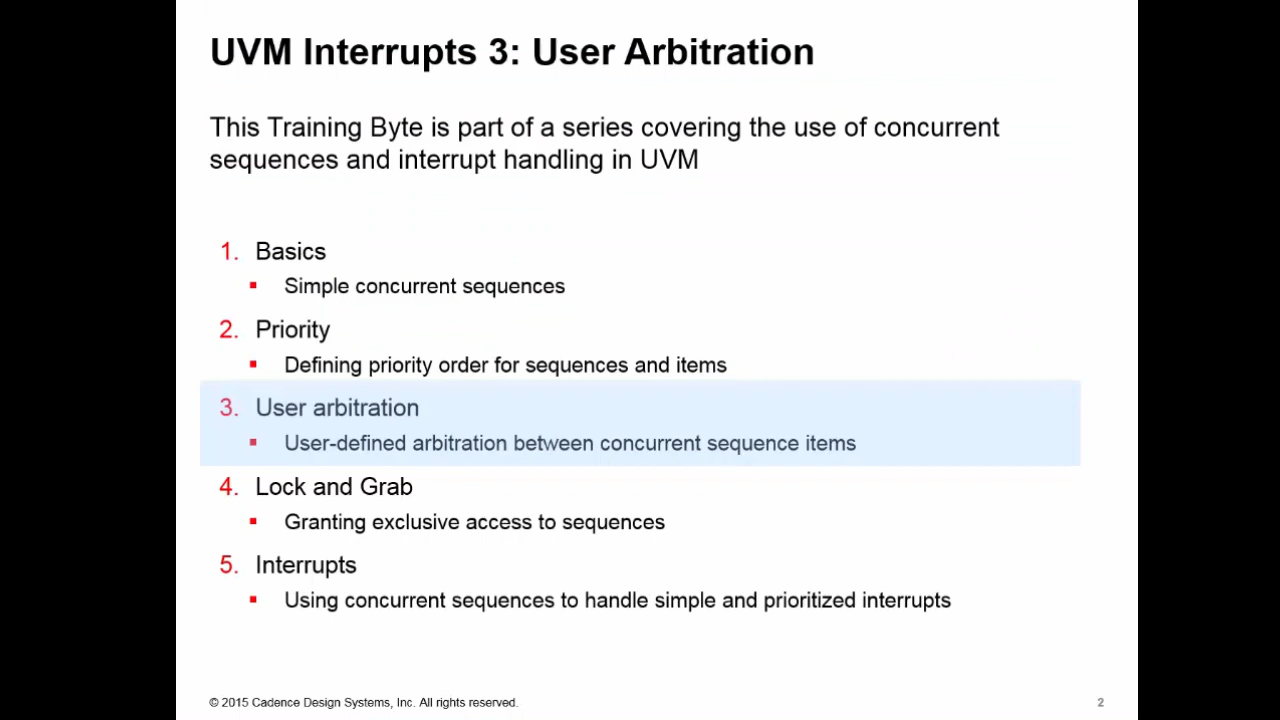 UVM Interrupts 3: User Arbitration
This Training Byte is part of a series covering the use of concurrent
sequences and interrupt handling in UVM
1. Basics
▪ Simple concurrent sequences
2. Priority
▪ Defining priority order for sequences and items
3. User arbitration
▪ User-defined arbitration between concurrent sequence items
4. Lock and Grab
▪ Granting exclusive access to sequences
5. Interrupts
▪ Using concurrent sequences to handle simple and prioritized interrupts
© 2015 Cadence Design Systems, Inc. All rights reserved.
2